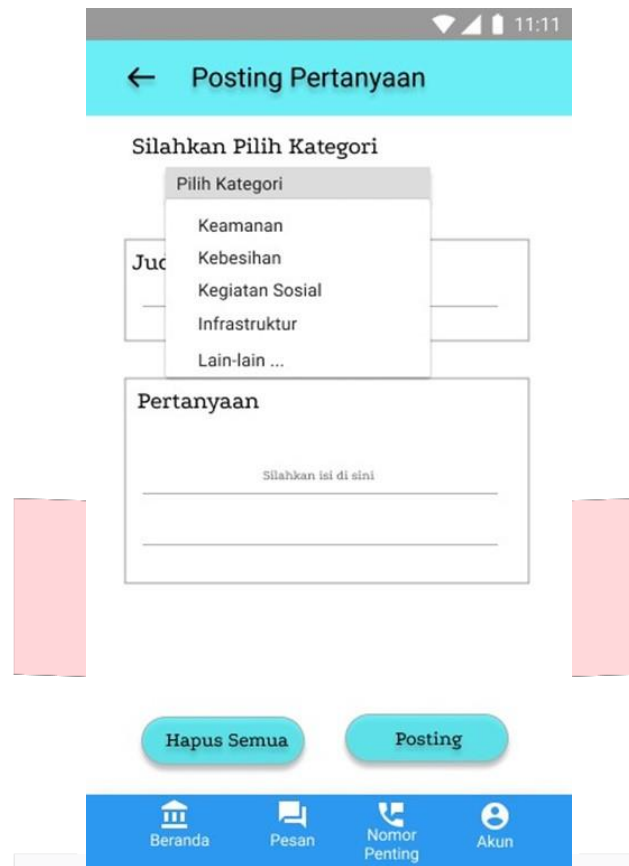 11:11
Posting Pertanyaan
Silahkan Pilih Kategori
Pilih Kategori
Keamanan
Kebesihan
Kegiatan Sosial
Infrastruktur
Lain-lain ...
Pertanyaan
Silahkan isi di sini
Hapus Semua
Posting
Beranda
Pesan
Nomor
Penting
Akun